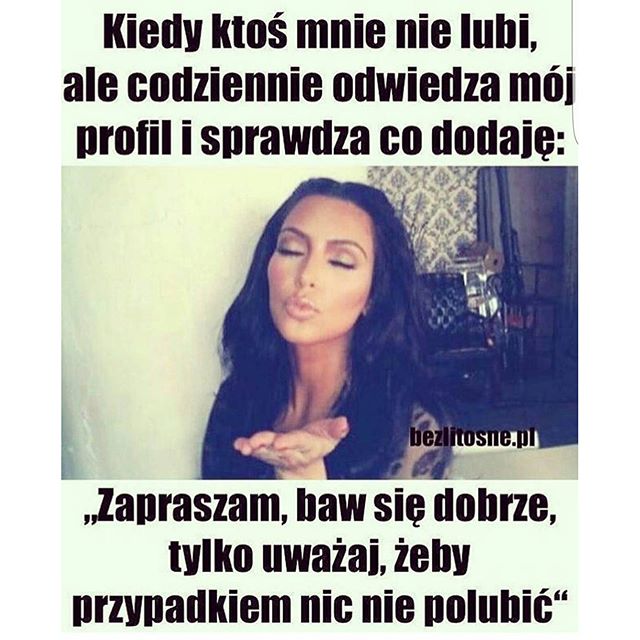 Kiedy ktoś mnie nie lubi,
ale codziennie odwiedza mój
profil i sprawdza co dodaję:
bezlitosne.pl
„Zapraszam, baw się dobrze,
tylko uważaj, żeby
przypadkiem nic nie polubić“